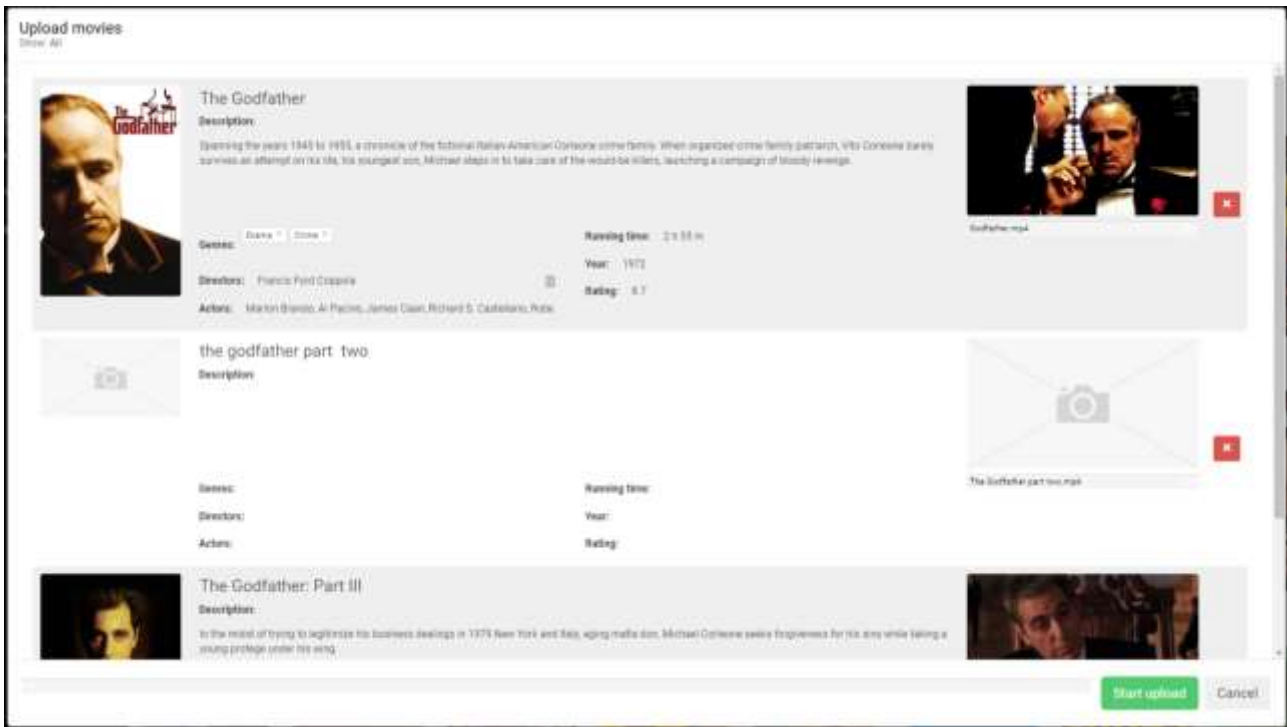 Upload movies
Show: All
The Godfather
The Godfather
Description:
Spanning the years 1945 to 1955, a chronicle of the fictional Italian-American Corleone crime family. When organized crime family patriarch, Vito Corleone barely
survives an attempt on his life, his youngest son, Michael steps in to take care of the would-be killers, launching a campaign of bloody revenge.
Genres: Drama Crime
Running time: 2 h 55 m
Year: 1972
Directors: Francis Ford Coppola
Rating: 8.7
Actors: Marlon Brando, Al Pacino, James Caan, Richard S. Castellano, Robe
Godfather.mp4
the godfather part two
Description:
Genres:
Running time:
Directors:
Year:
Actors:
Rating:
The Godfather part two.mp4
The Godfather: Part III
Description:
In the midst of trying to legitimize his business dealings in 1979 New York and Italy, aging mafia don, Michael Corleone seeks forgiveness for his sins while taking a
young protege under his wing.
Start upload
Cancel